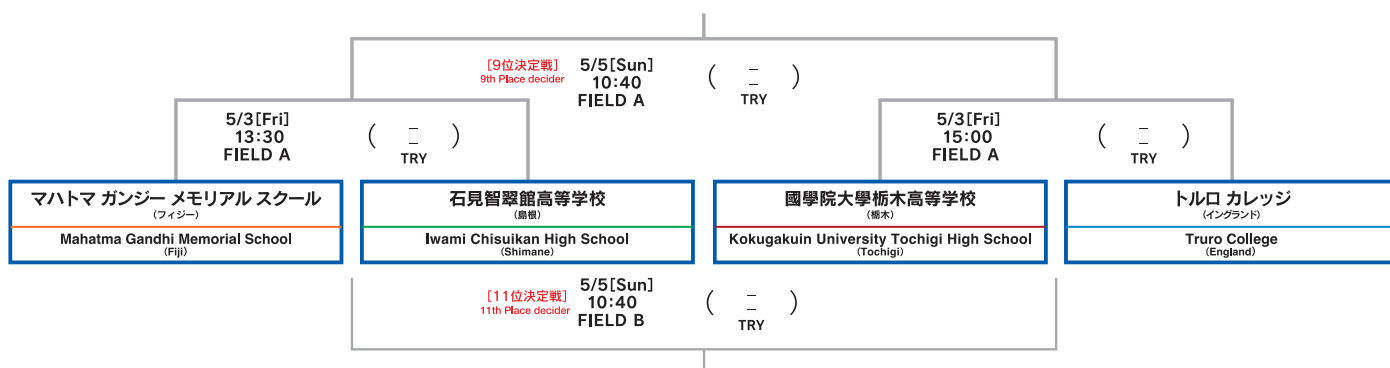 [9位決定戦]
9th Place decider
5/5[Sun]
10:40
FIELD A
( – )
–
TRY
5/3[Fri]
13:30
FIELD A
( – )
–
TRY
5/3[Fri]
15:00
FIELD A
( – )
–
TRY
マハトマ ガンジー メモリアル スクール
(フィジー)
Mahatma Gandhi Memorial School
(Fiji)
石見智翠館高等学校
(島根)
Iwami Chisuikan High School
(Shimane)
國學院大學栃木高等学校
(栃木)
Kokugakuin University Tochigi High School
(Tochigi)
トルロ カレッジ
(イングランド)
Truro College
(England)
[11位決定戦]
11th Place decider
5/5[Sun]
10:40
FIELD B
( – )
–
TRY